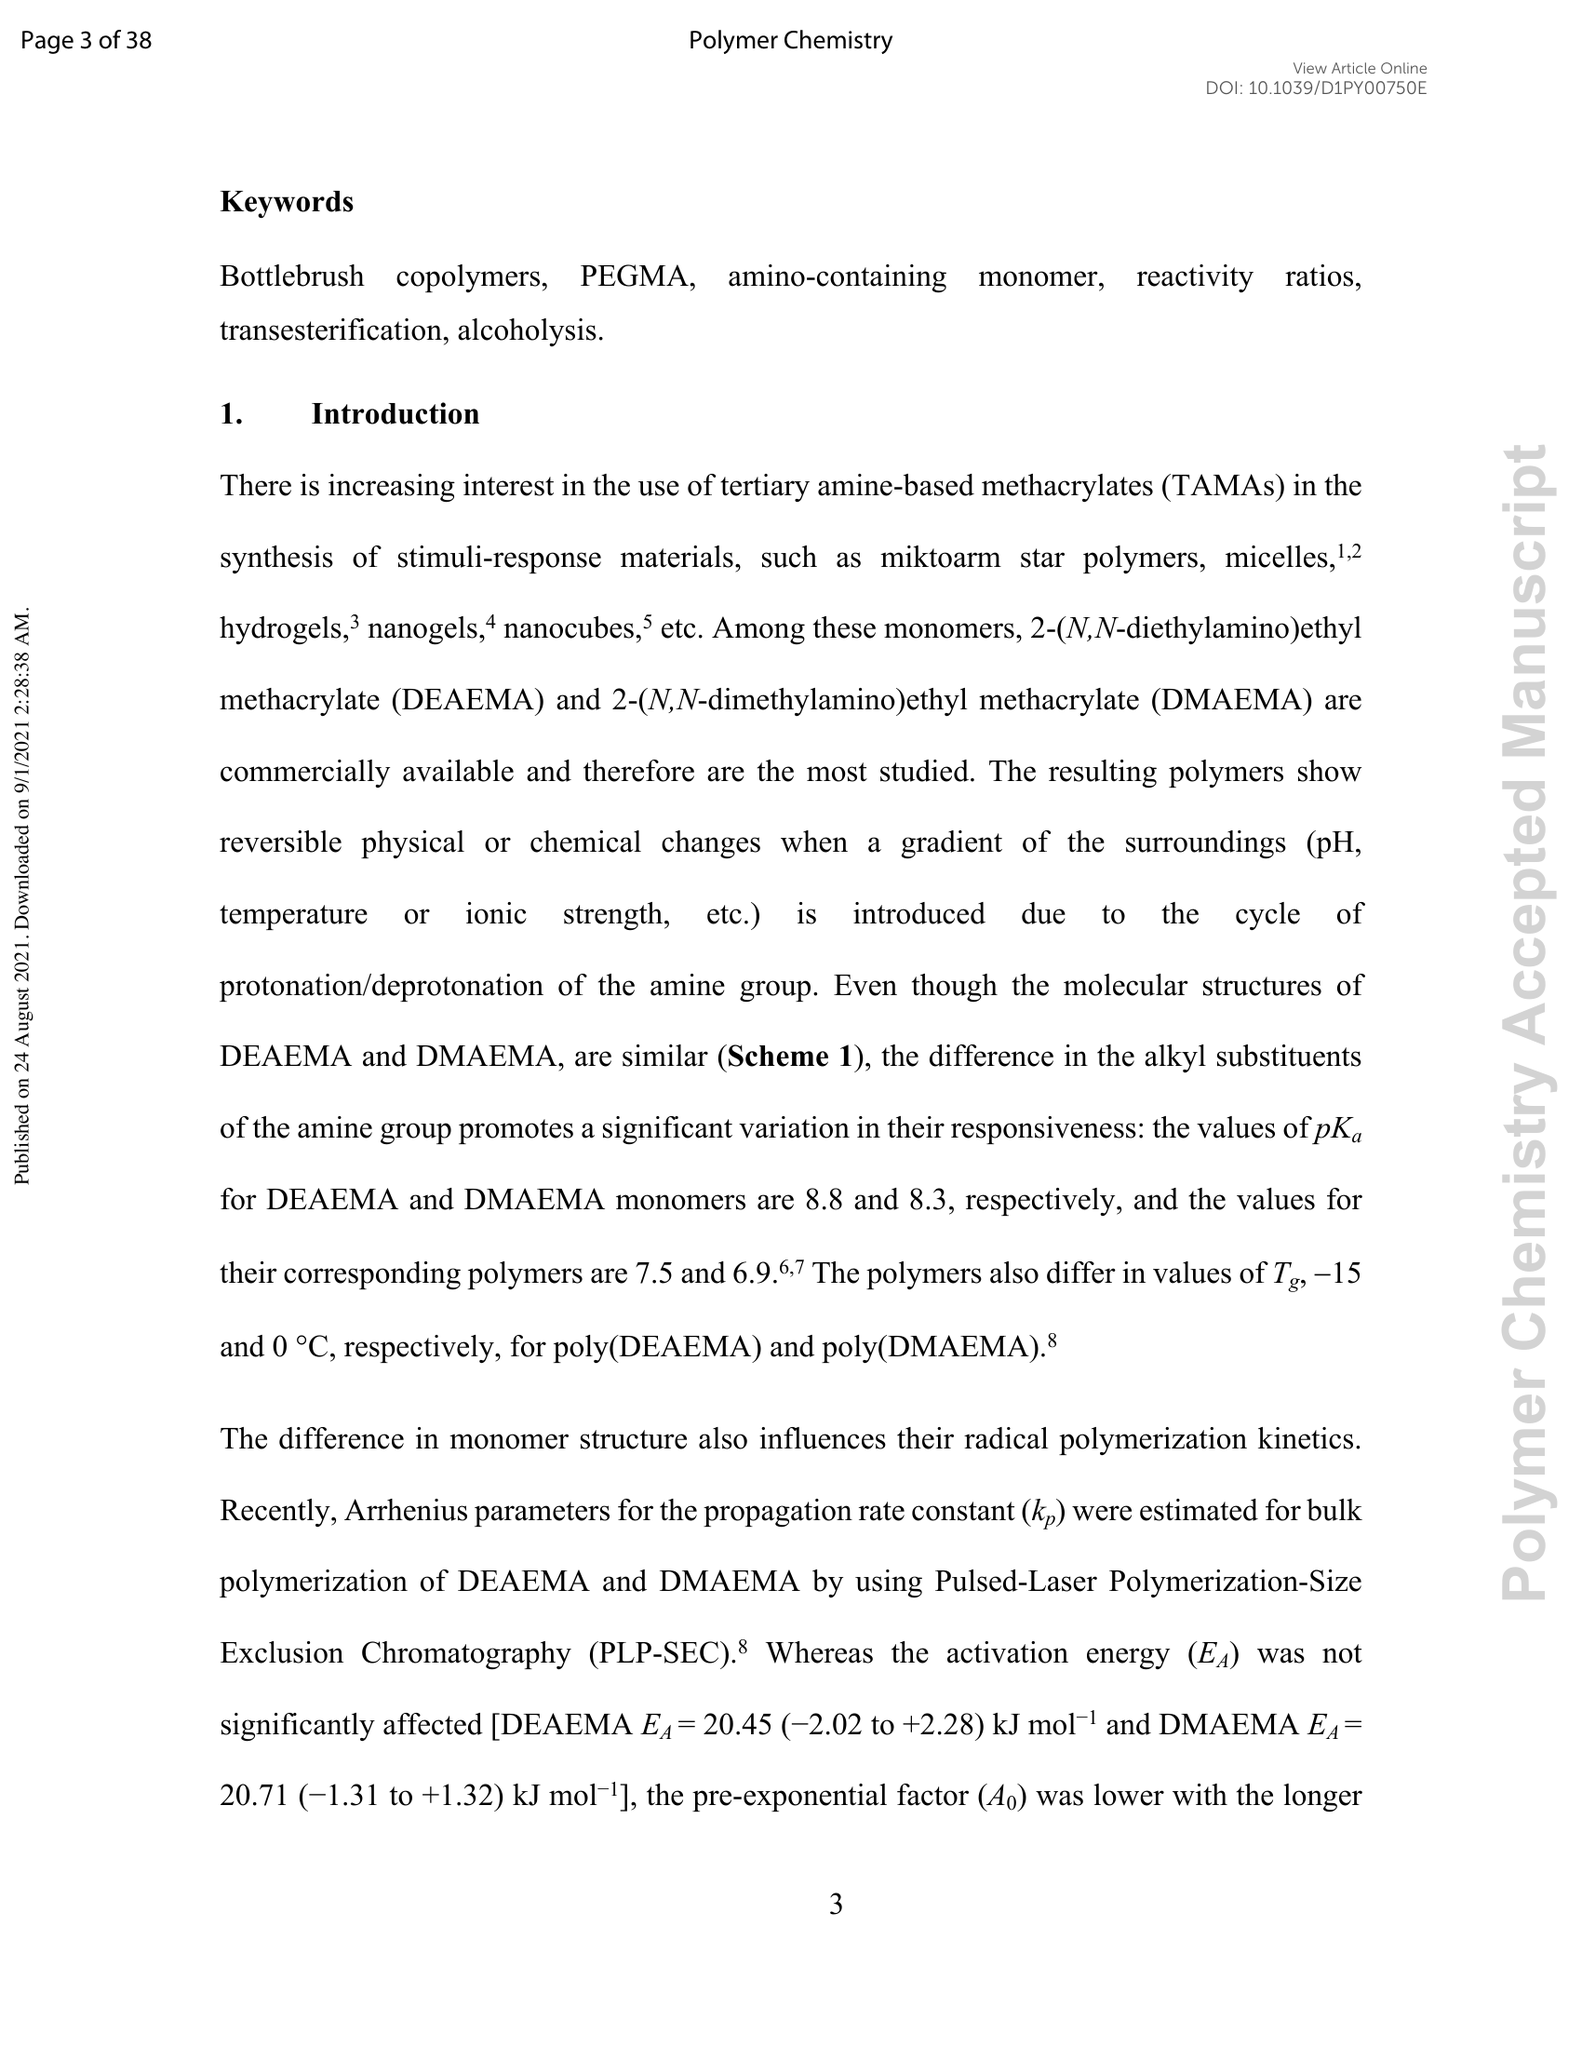 Page 3 of 38
Polymer Chemistry
View Article Online
DOI: 10.1039/D1PY00750E
Keywords
Bottlebrush copolymers, PEGMA, amino-containing monomer, reactivity ratios,
transesterification, alcoholysis.
1. Introduction
There is increasing interest in the use of tertiary amine-based methacrylates (TAMAs) in the
synthesis of stimuli-response materials, such as miktoarm star polymers, micelles,1,2
hydrogels,3 nanogels,4 nanocubes,5 etc. Among these monomers, 2-(N,N-diethylamino)ethyl
methacrylate (DEAEMA) and 2-(N,N-dimethylamino)ethyl methacrylate (DMAEMA) are
commercially available and therefore are the most studied. The resulting polymers show
reversible physical or chemical changes when a gradient of the surroundings (pH,
temperature or ionic strength, etc.) is introduced due to the cycle of
protonation/deprotonation of the amine group. Even though the molecular structures of
DEAEMA and DMAEMA, are similar (Scheme 1), the difference in the alkyl substituents
of the amine group promotes a significant variation in their responsiveness: the values of pKa
for DEAEMA and DMAEMA monomers are 8.8 and 8.3, respectively, and the values for
their corresponding polymers are 7.5 and 6.9.6,7 The polymers also differ in values of Tg, −15
and 0 °C, respectively, for poly(DEAEMA) and poly(DMAEMA).8
The difference in monomer structure also influences their radical polymerization kinetics.
Recently, Arrhenius parameters for the propagation rate constant (kp) were estimated for bulk
polymerization of DEAEMA and DMAEMA by using Pulsed-Laser Polymerization-Size
Exclusion Chromatography (PLP-SEC).8 Whereas the activation energy (EA) was not
significantly affected [DEAEMA EA = 20.45 (−2.02 to +2.28) kJ mol−1 and DMAEMA EA =
20.71 (−1.31 to +1.32) kJ mol−1], the pre-exponential factor (A0) was lower with the longer
3
Published on 24 August 2021. Downloaded on 9/1/2021 2:28:38 AM.
Polymer Chemistry Accepted Manuscript